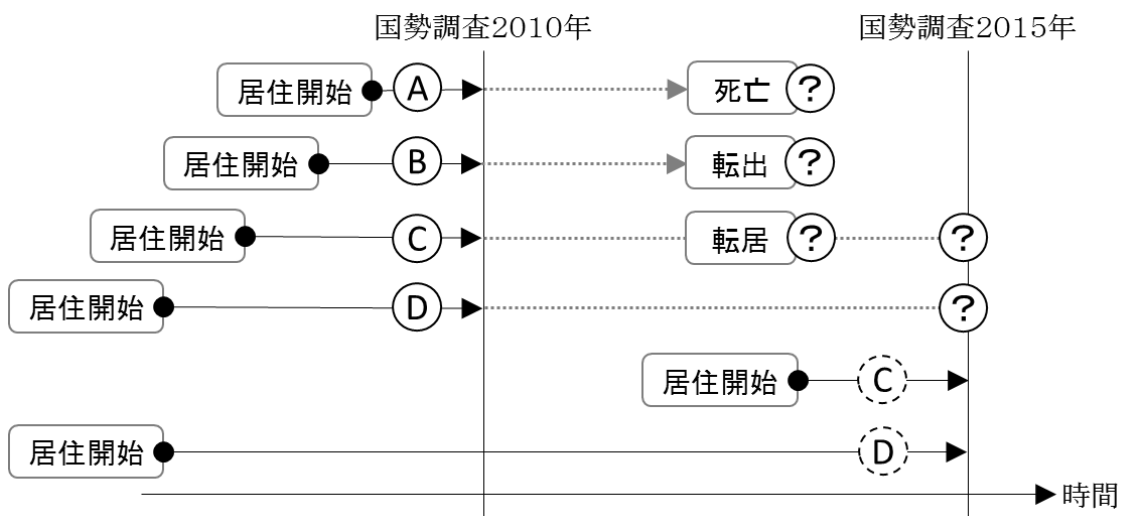 国勢調査2010年
国勢調査2015年
居住開始 A 死亡 ?
居住開始 B 転出 ?
居住開始 C 転居 ? ?
居住開始 D ?
居住開始 C
居住開始 D
時間